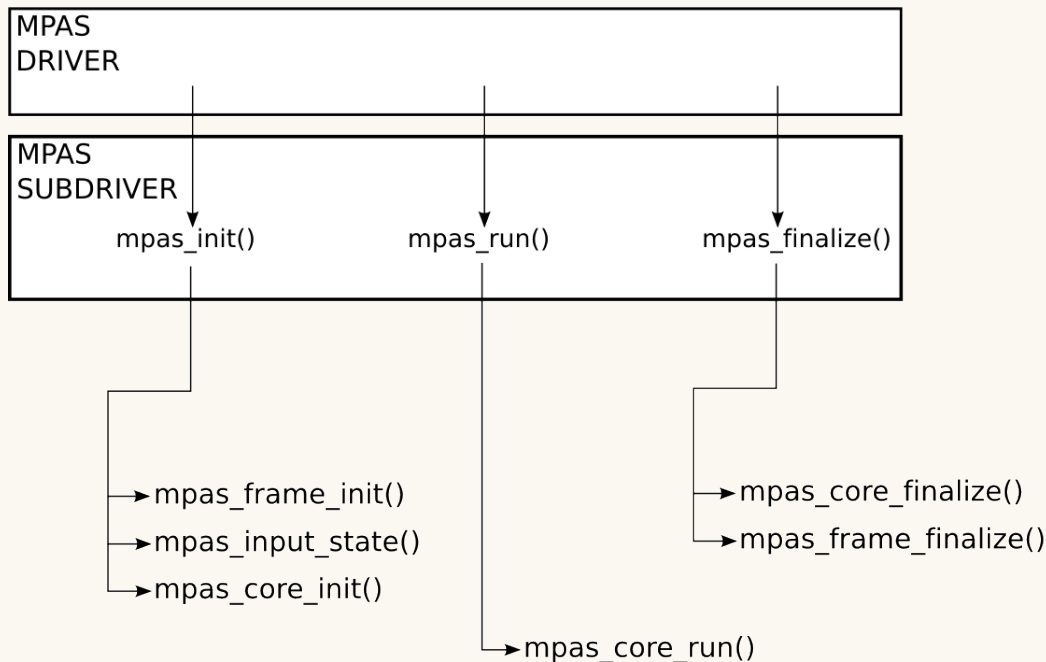 MPAS
DRIVER
MPAS
SUBDRIVER
mpas_init()
mpas_run()
mpas_finalize()
mpas_frame_init()
mpas_input_state()
mpas_core_init()
mpas_core_finalize()
mpas_frame_finalize()
mpas_core_run()